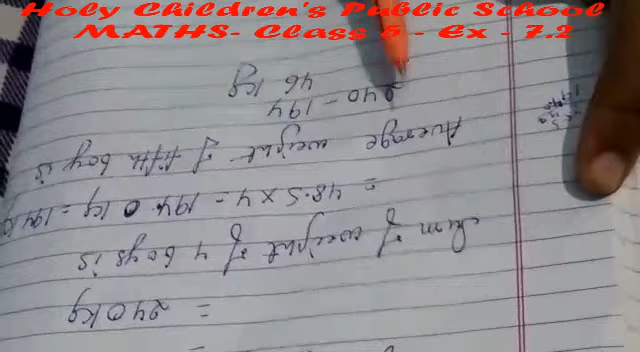 Holy Children's Public School
MATHS- Class 5 - Ex - 7.2
=
= 240 Kg
Sum of weight of 4 boys is
= 48.5 x 4 = 194.0 Kg = 194 Kg
Average weight of fifth boy is
240 - 194
46 Kg